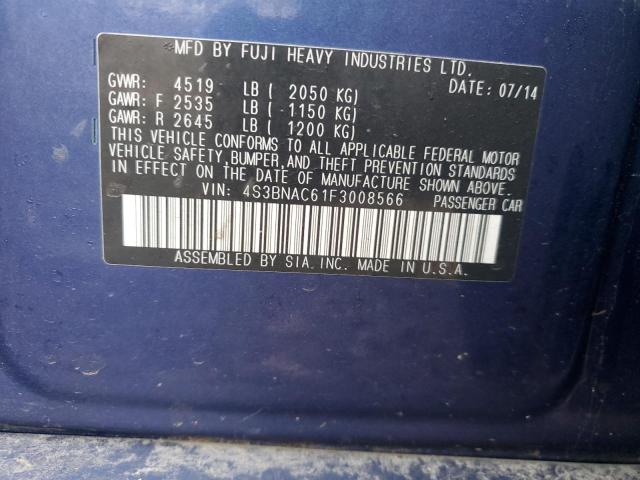 MFD BY FUJI HEAVY INDUSTRIES LTD.
GVWR: 4519 LB ( 2050 KG) DATE: 07/14
GAWR: F 2535 LB ( 1150 KG)
GAWR: R 2645 LB ( 1200 KG)
THIS VEHICLE CONFORMS TO ALL APPLICABLE FEDERAL MOTOR
VEHICLE SAFETY, BUMPER, AND THEFT PREVENTION STANDARDS
IN EFFECT ON THE DATE OF MANUFACTURE SHOWN ABOVE.
VIN: 4S3BNAC61F3008566 PASSENGER CAR
ASSEMBLED BY SIA. INC. MADE IN U.S.A.